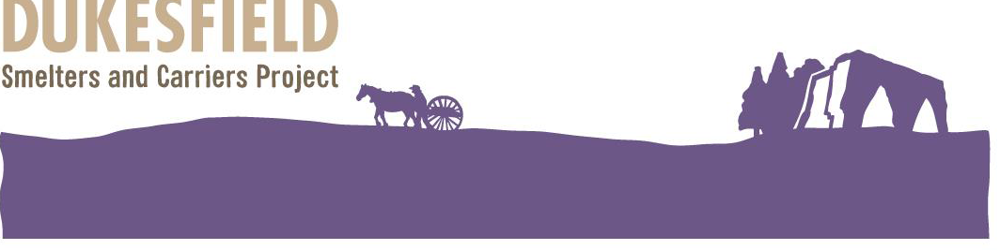 DUKESFIELD
Smelters and Carriers Project